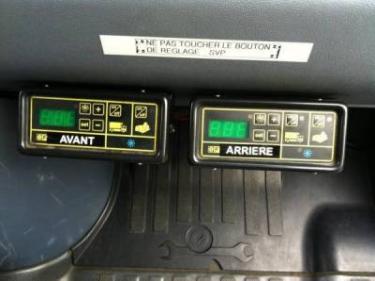 NE PAS TOUCHER LE BOUTON
DE REGLAGE SVP
AVANT
ARRIERE